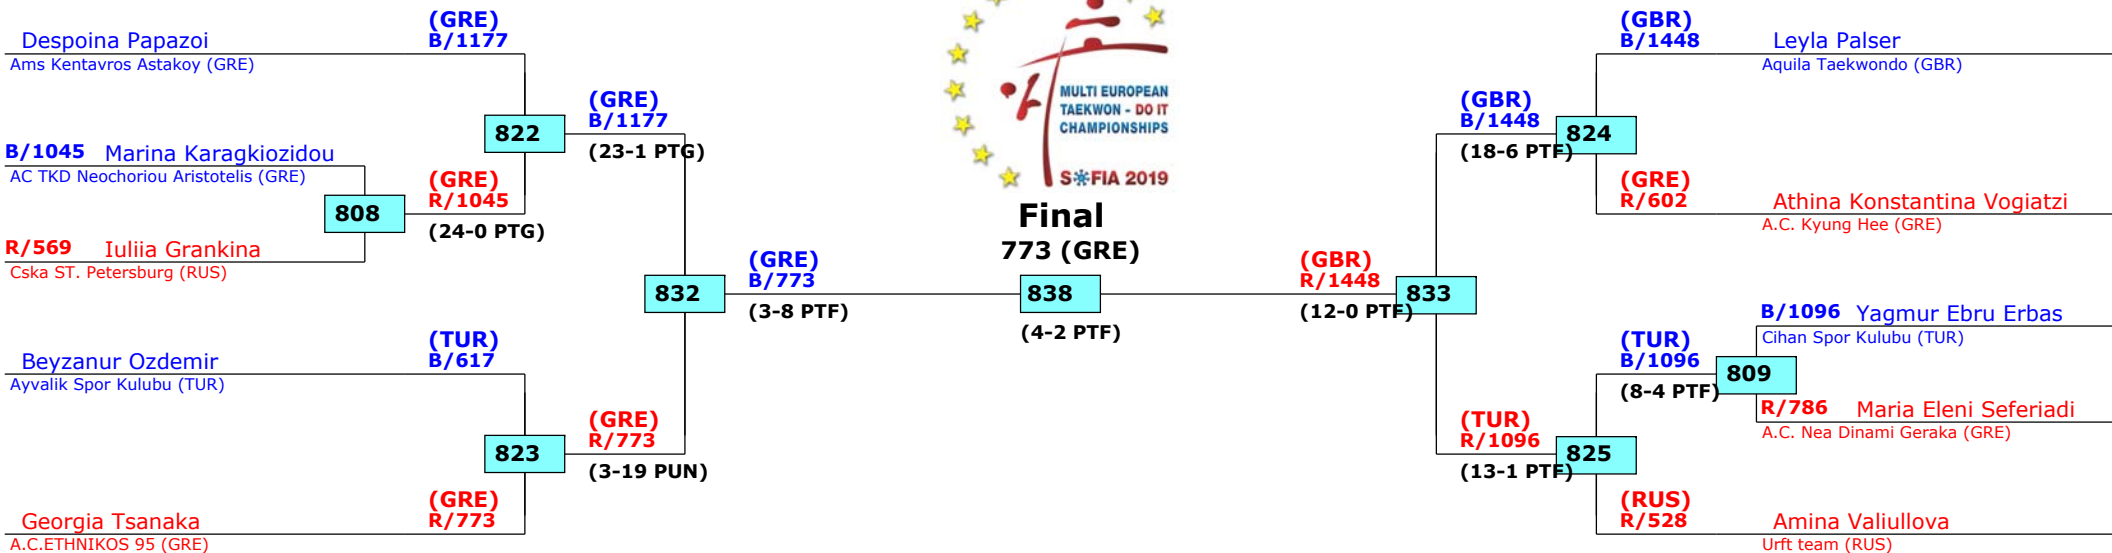 (GRE)
B/1177
Despoina Papazoi
Ams Kentavros Astakoy (GRE)
(GRE)
B/1177
822
(23-1 PTG)
B/1045 Marina Karagkiozidou
AC TKD Neochoriou Aristotelis (GRE)
(GRE)
R/1045
808
(24-0 PTG)
R/569 Iuliia Grankina
Cska ST. Petersburg (RUS)
832
(GRE)
B/773
(3-8 PTF)
(TUR)
B/617
Beyzanur Ozdemir
Ayvalik Spor Kulubu (TUR)
(GRE)
R/773
823
(3-19 PUN)
(GRE)
R/773
Georgia Tsanaka
A.C.ETHNIKOS 95 (GRE)
MULTI EUROPEAN
TAEKWON - DO IT
CHAMPIONSHIPS
SOFIA 2019
Final
773 (GRE)
838
(4-2 PTF)
(GBR)
R/1448
833
(12-0 PTF)
(GBR)
B/1448
Leyla Palser
Aquila Taekwondo (GBR)
(GBR)
B/1448
824
(18-6 PTF)
(GRE)
R/602
Athina Konstantina Vogiatzi
A.C. Kyung Hee (GRE)
B/1096 Yagmur Ebru Erbas
Cihan Spor Kulubu (TUR)
(TUR)
B/1096
809
(8-4 PTF)
R/786 Maria Eleni Seferiadi
A.C. Nea Dinami Geraka (GRE)
(TUR)
R/1096
825
(13-1 PTF)
(RUS)
R/528
Amina Valiullova
Urft team (RUS)